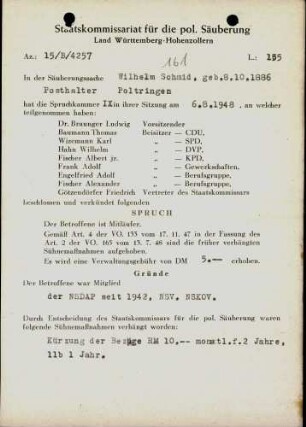 Staatskommissariat für die pol. Säuberung
Land Württemberg-Hohenzollern
Az.: 15/B/4257
161
L.: 155
In der Säuberungssache Wilhelm Schmid, geb.8.10.1886
Posthalter Poltringen
hat die Spruchkammer IX in ihrer Sitzung am 6.8.1948 , an welcher
teilgenommen haben:
Dr. Breunger Ludwig Vorsitzender
Baumann Thomas Beisitzer — CDU,
Wiermann Karl „ — SPD,
Hahn Wilhelm „ — DVP,
Fischer Albert jr. „ — KPD,
Frank Adolf „ — Gewerkschaften,
Engelfried Adolf „ — Berufsgruppe,
Fischer Alexander „ — Berufsgruppe,
Götzendörfer Friedrich Vertreter des Staatskommissars
beschlossen und verkündet folgenden
SPRUCH
Der Betroffene ist Mitläufer.
Gemäß Art. 4 der VO. 133 vom 17. 11. 47 in der Fassung des
Art. 2 der VO. 165 vom 13. 7. 48 sind die früher verhängten
Sühnemaßnahmen aufgehoben.
Es wird eine Verwaltungsgebühr von DM 5.— erhoben.
Gründe
Der Betroffene war Mitglied
der NSDAP seit 1942, NSV. NSKOV.
Durch Entscheidung des Staatskommissars für die pol. Säuberung waren
folgende Sühnemaßnahmen verhängt worden:
Kürzung der Bezüge RM 10,-- monatl.f.2 Jahre,
11b 1 Jahr.